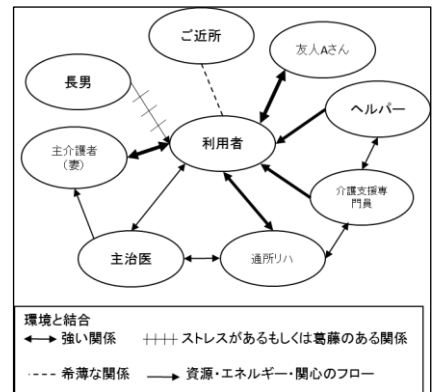 ご近所
友人Aさん
長男
ヘルパー
主介護者
(妻)
利用者
介護支援専
門員
主治医
通所リハ
環境と結合
強い関係
ストレスがあるもしくは葛藤のある関係
希薄な関係
資源・エネルギー・関心のフロー